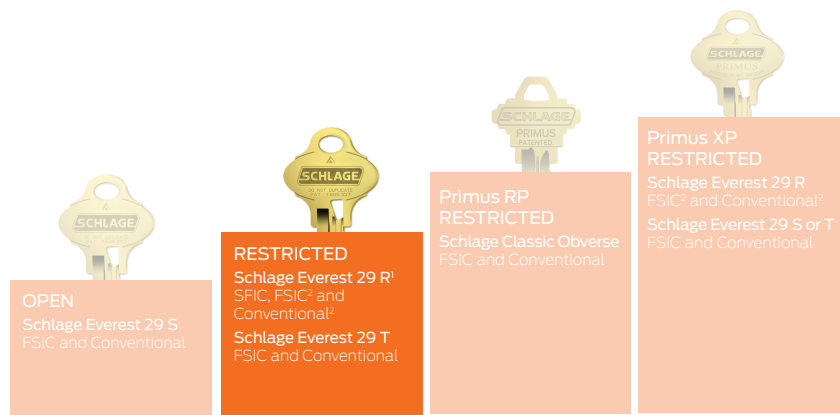 SCHLAGE
OPEN
Schlage Everest 29 S
FSIC and Conventional
SCHLAGE
DO NOT DUPLICATE
RESTRICTED
Schlage Everest 29 R¹
SFIC, FSIC² and
Conventional²
Schlage Everest 29 T
FSIC and Conventional
SCHLAGE
PRIMUS
PATENTED
Primus RP
RESTRICTED
Schlage Classic Obverse
FSIC and Conventional
SCHLAGE
PRIMUS
Primus XP
RESTRICTED
Schlage Everest 29 R
FSIC² and Conventional²
Schlage Everest 29 S or T
FSIC and Conventional